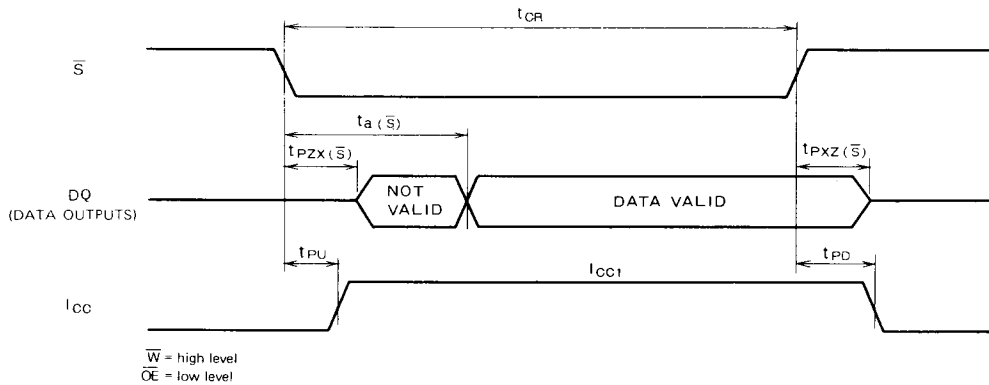 tCR
S̅
ta(S̅)
tPZX(S̅)
tPXZ(S̅)
DQ
(DATA OUTPUTS)
NOT
VALID
DATA VALID
tPU
ICC1
tPD
ICC
W̅ = high level
O̅E̅ = low level